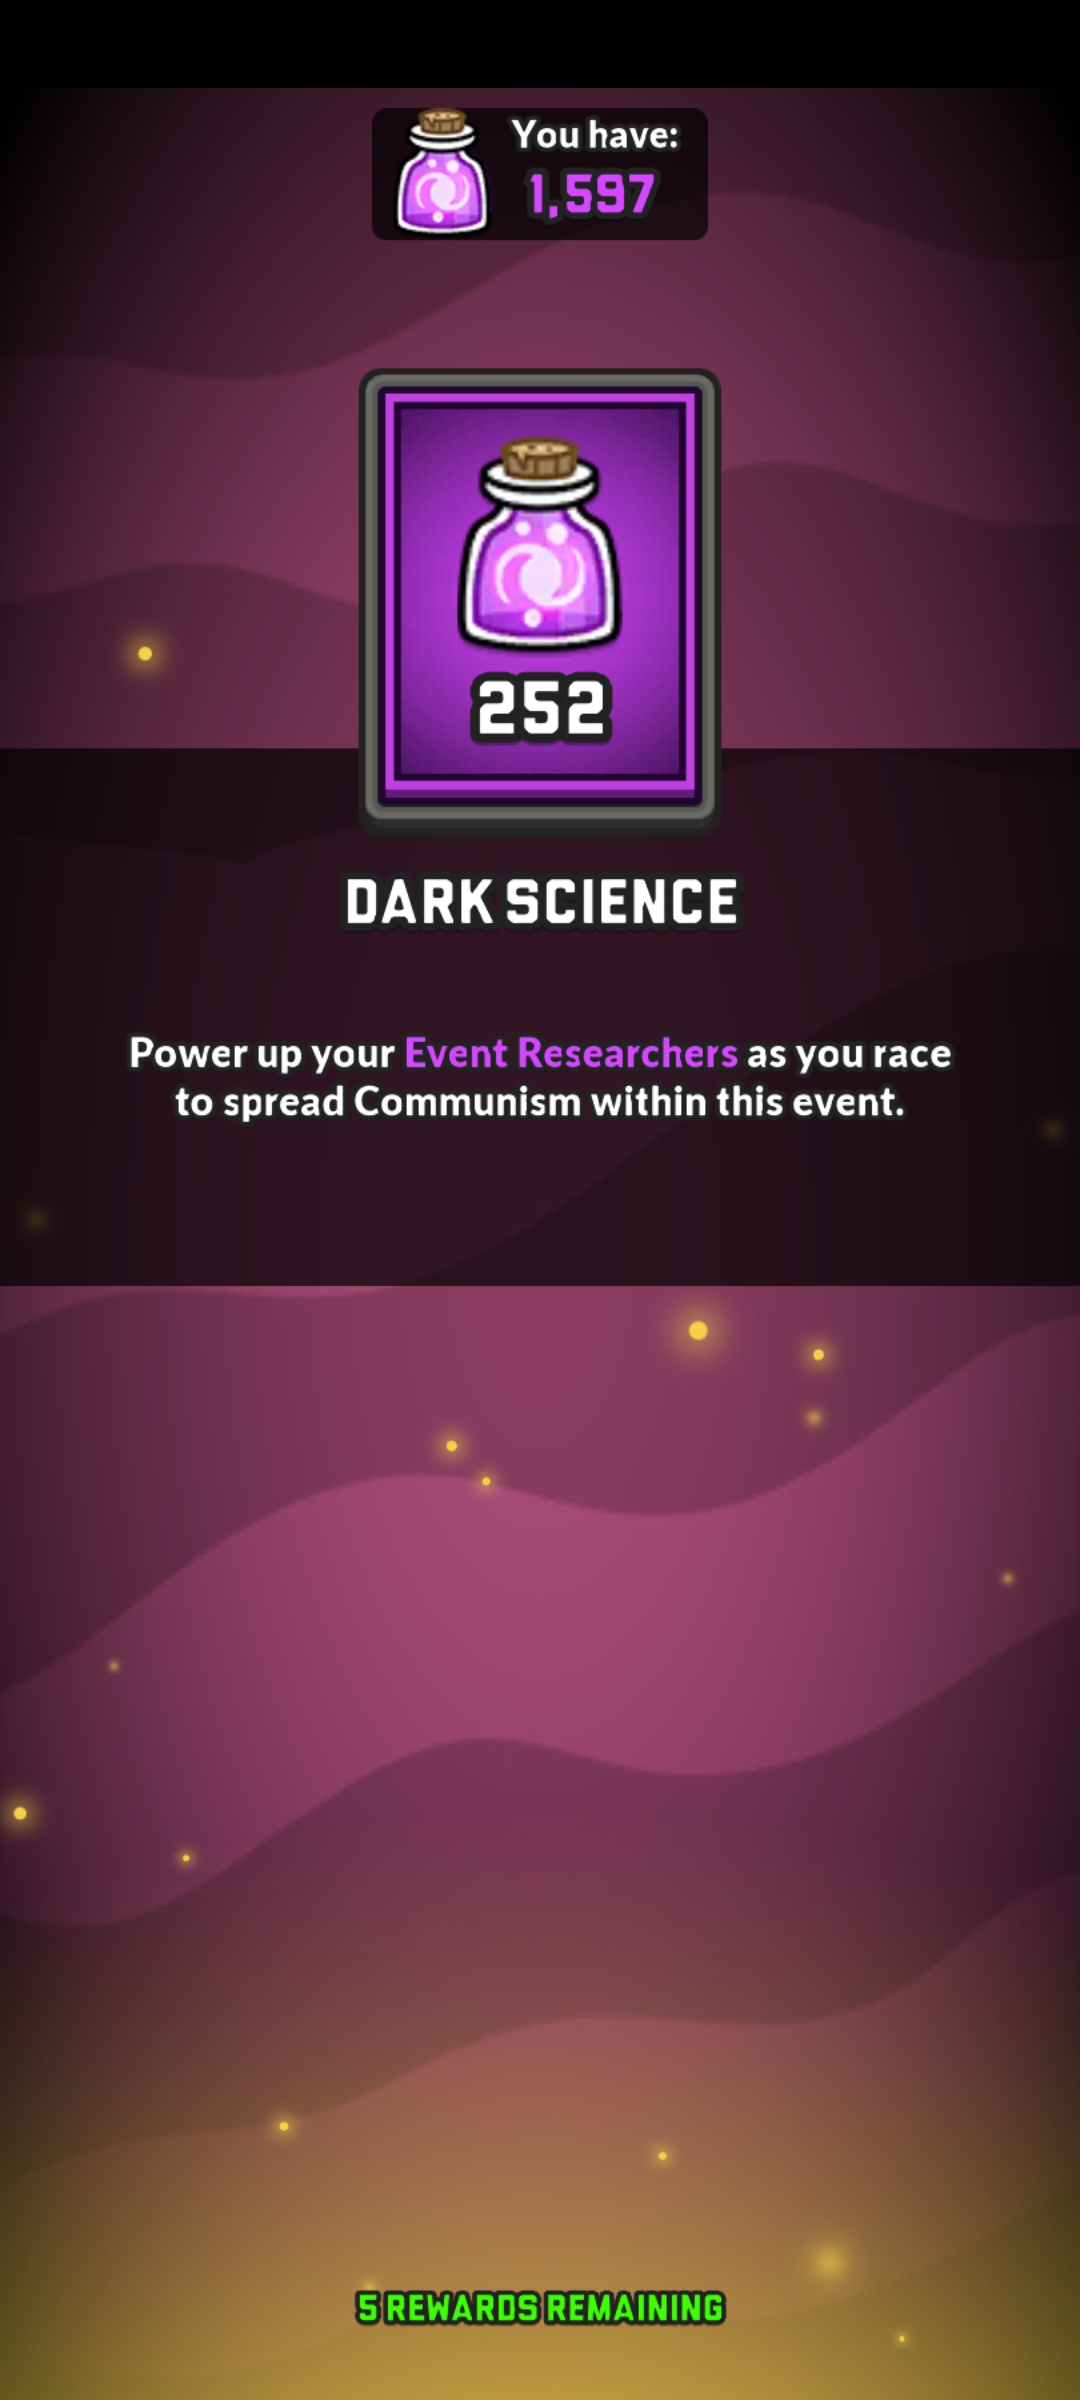 You have:
1,597
252
DARK SCIENCE
Power up your Event Researchers as you race
to spread Communism within this event.
5 REWARDS REMAINING